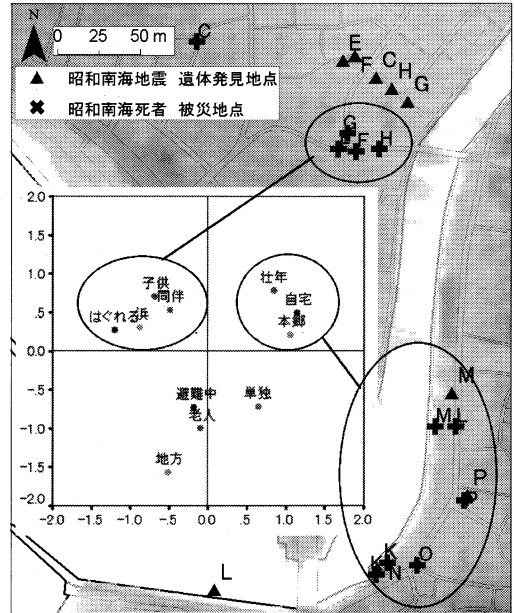 N
0 25 50 m
▲ 昭和南海地震 遺体発見地点
✖ 昭和南海死者 被災地点
C
E
F
C
H
G
G
F
H
2.0
1.5
1.0
.5
0.0
-.5
-1.0
-1.5
-2.0
-2.0 -1.5 -1.0 -.5 0.0 .5 1.0 1.5 2.0
子供
同伴
はぐれる
浜
壮年
自宅
本郷
避難中
老人
単独
地方
M
M
L
P
K
N
O
L